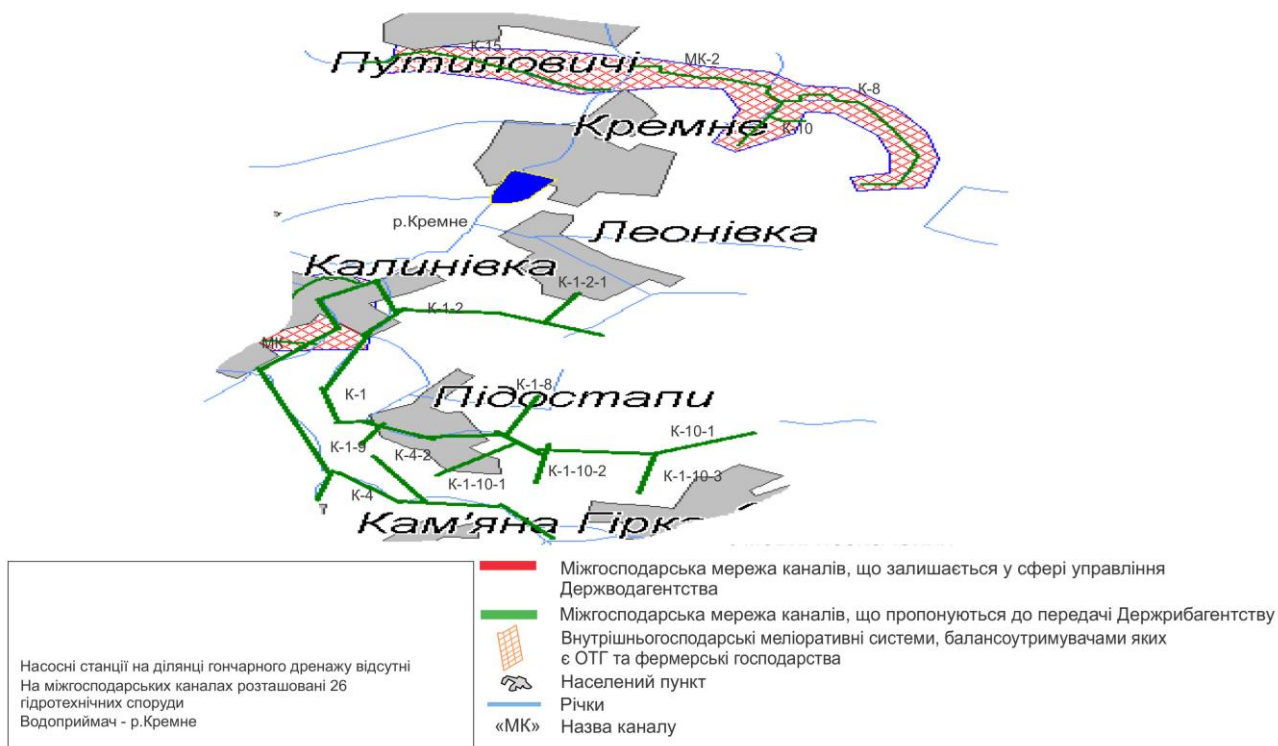 К-15
Путиловичі
МК-2
К-8
Кремне
К-10
р.Кремне
Леонівка
Калинівка
К-1-2-1
К-1-2
МК
К-1
Підостапи
К-1-8
К-10-1
К-1-9
К-4-2
К-1-10-1
К-1-10-2
К-1-10-3
К-4
Кам'яна Гірка
Насосні станції на ділянці гончарного дренажу відсутні
На міжгосподарських каналах розташовані 26
гідротехнічних споруди
Водоприймач - р.Кремне
Міжгосподарська мережа каналів, що залишається у сфері управління
Держводагентства
Міжгосподарська мережа каналів, що пропонуються до передачі Держрибагентству
Внутрішньогосподарські меліоративні системи, балансоутримувачами яких
є ОТГ та фермерські господарства
Населений пункт
Річки
«МК» Назва каналу